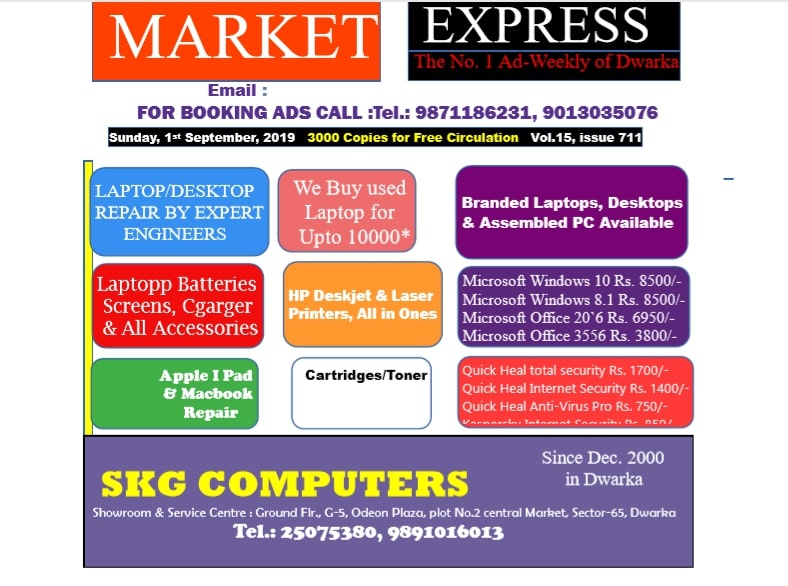 MARKET EXPRESS
The No. 1 Ad-Weekly of Dwarka
Email :
FOR BOOKING ADS CALL :Tel.: 9871186231, 9013035076
Sunday, 1st September, 2019 3000 Copies for Free Circulation Vol.15, issue 711
LAPTOP/DESKTOP
REPAIR BY EXPERT
ENGINEERS
We Buy used
Laptop for
Upto 10000*
Branded Laptops, Desktops
& Assembled PC Available
Laptopp Batteries
Screens, Cgarger
& All Accessories
HP Deskjet & Laser
Printers, All in Ones
Microsoft Windows 10 Rs. 8500/-
Microsoft Windows 8.1 Rs. 8500/-
Microsoft Office 20`6 Rs. 6950/-
Microsoft Office 3556 Rs. 3800/-
Apple I Pad
& Macbook
Repair
Cartridges/Toner
Quick Heal total security Rs. 1700/-
Quick Heal Internet Security Rs. 1400/-
Quick Heal Anti-Virus Pro Rs. 750/-
Kaspersky Internet Security Rs. 850/-
SKG COMPUTERS
Since Dec. 2000
in Dwarka
Showroom & Service Centre : Ground Flr., G-5, Odeon Plaza, plot No.2 central Market, Sector-65, Dwarka
Tel.: 25075380, 9891016013